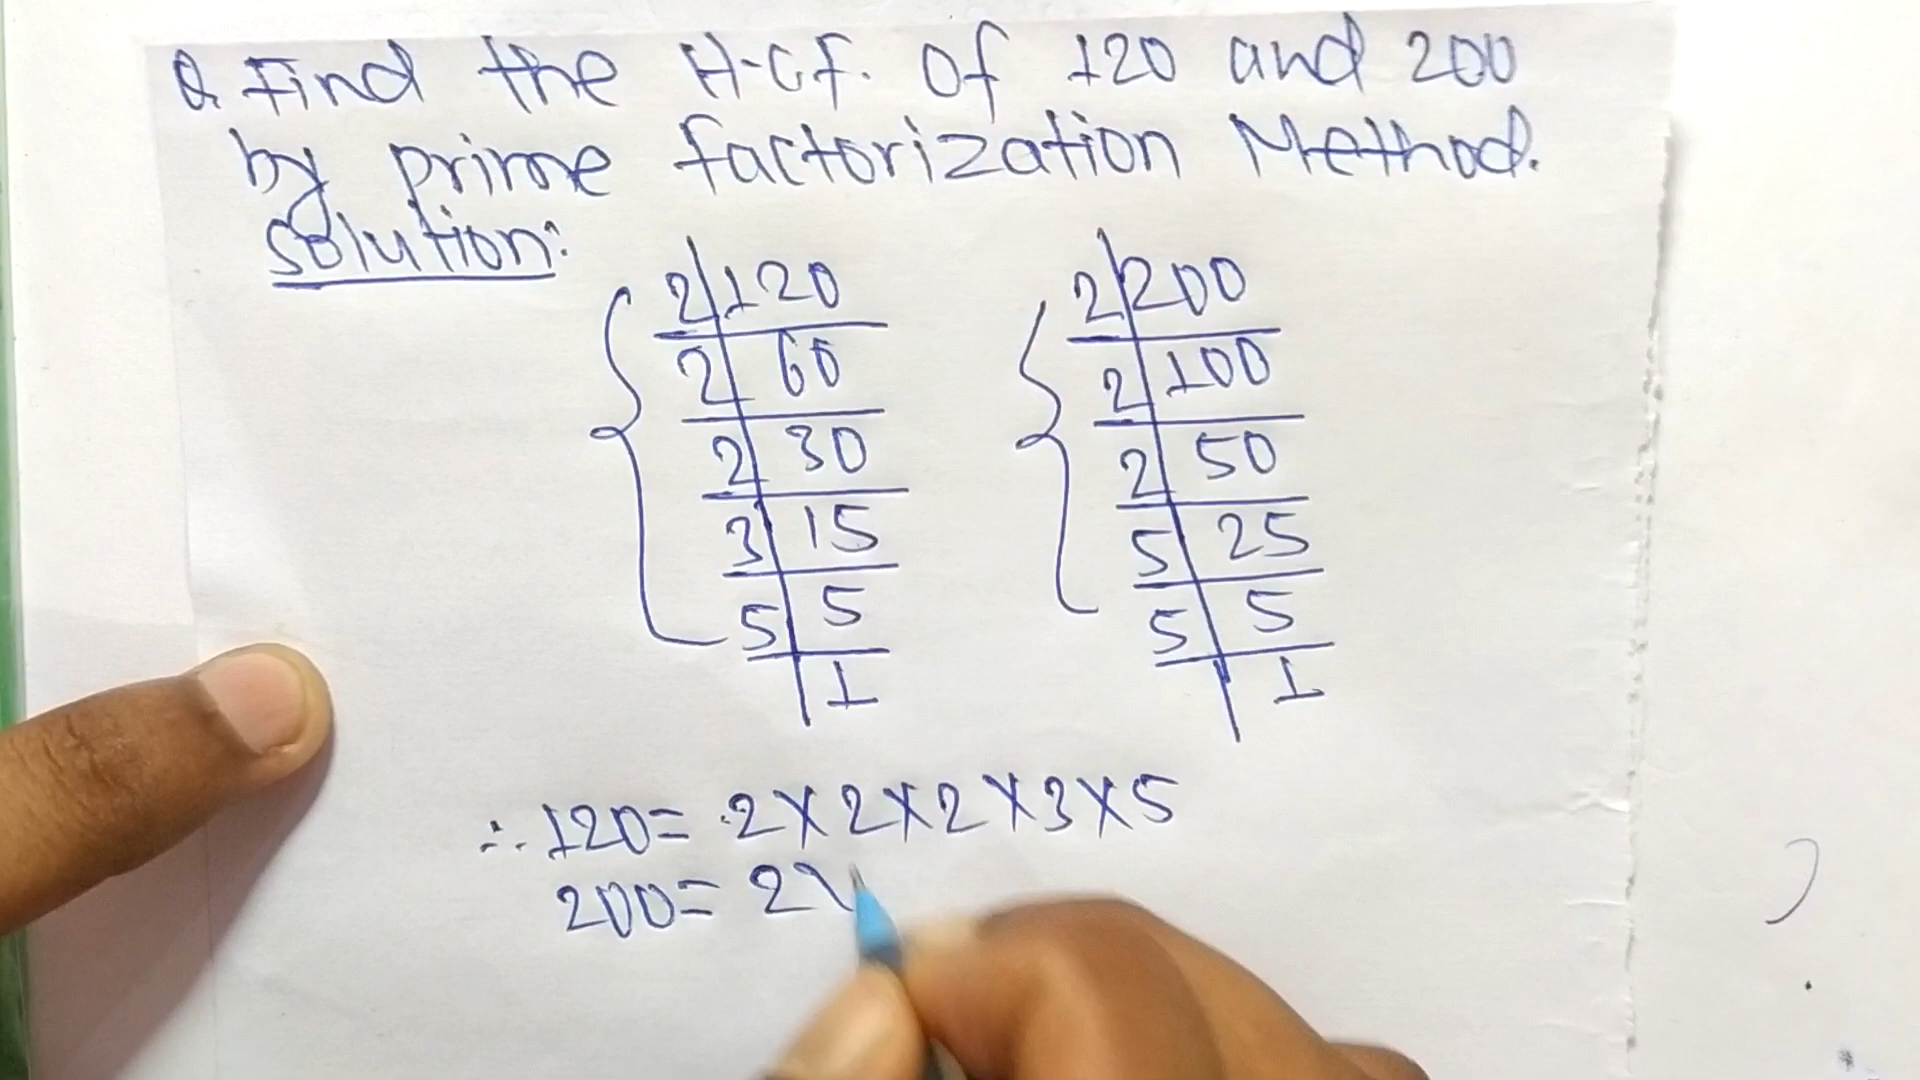 Q. Find the H.C.F. Of 120 and 200
by prime factorization Method.
Solution:
2 120
2 60
2 30
3 15
5 5
1
2 200
2 100
2 50
5 25
5 5
1
∴ 120 = 2 X 2 X 2 X 3 X 5
200 = 2 X